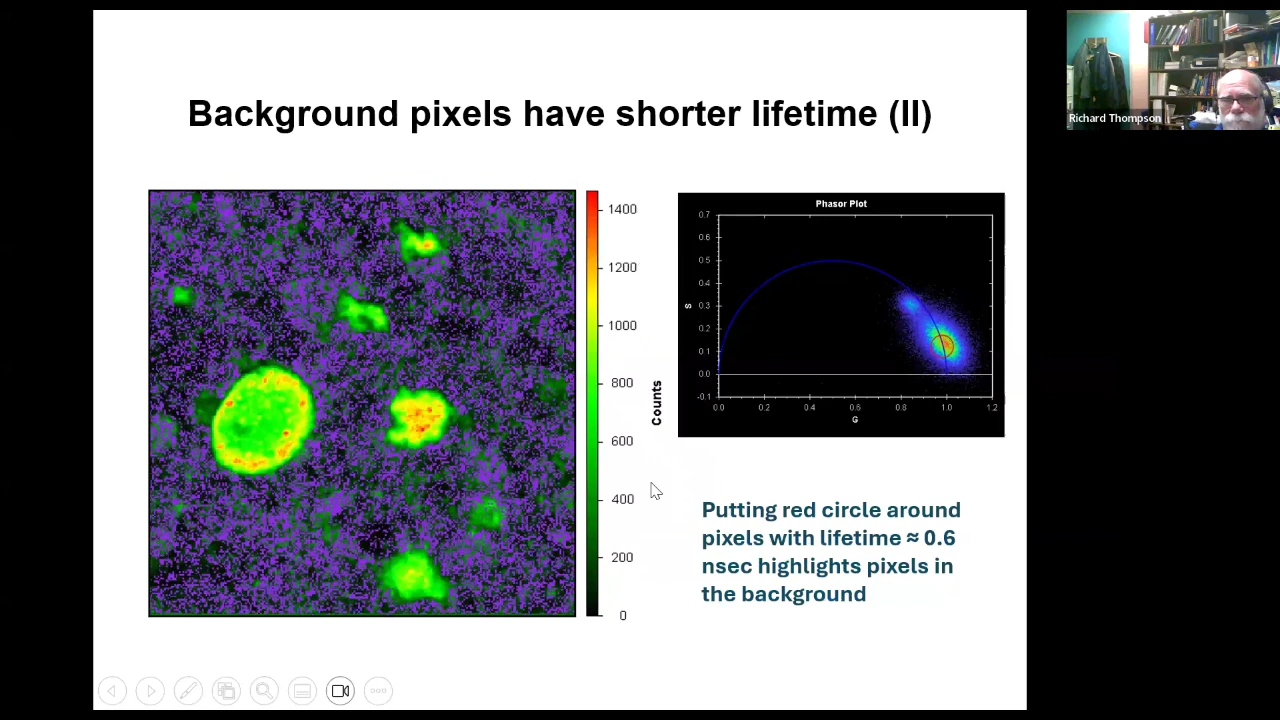 Background pixels have shorter lifetime (II)
1400
1200
1000
800
600
400
200
0
Counts
Phasor Plot
0.7
0.6
0.5
0.4
0.3
0.2
0.1
0.0
-0.1
S
0.0 0.2 0.4 0.6 0.8 1.0 1.2
G
Putting red circle around
pixels with lifetime ≈ 0.6
nsec highlights pixels in
the background
Richard Thompson